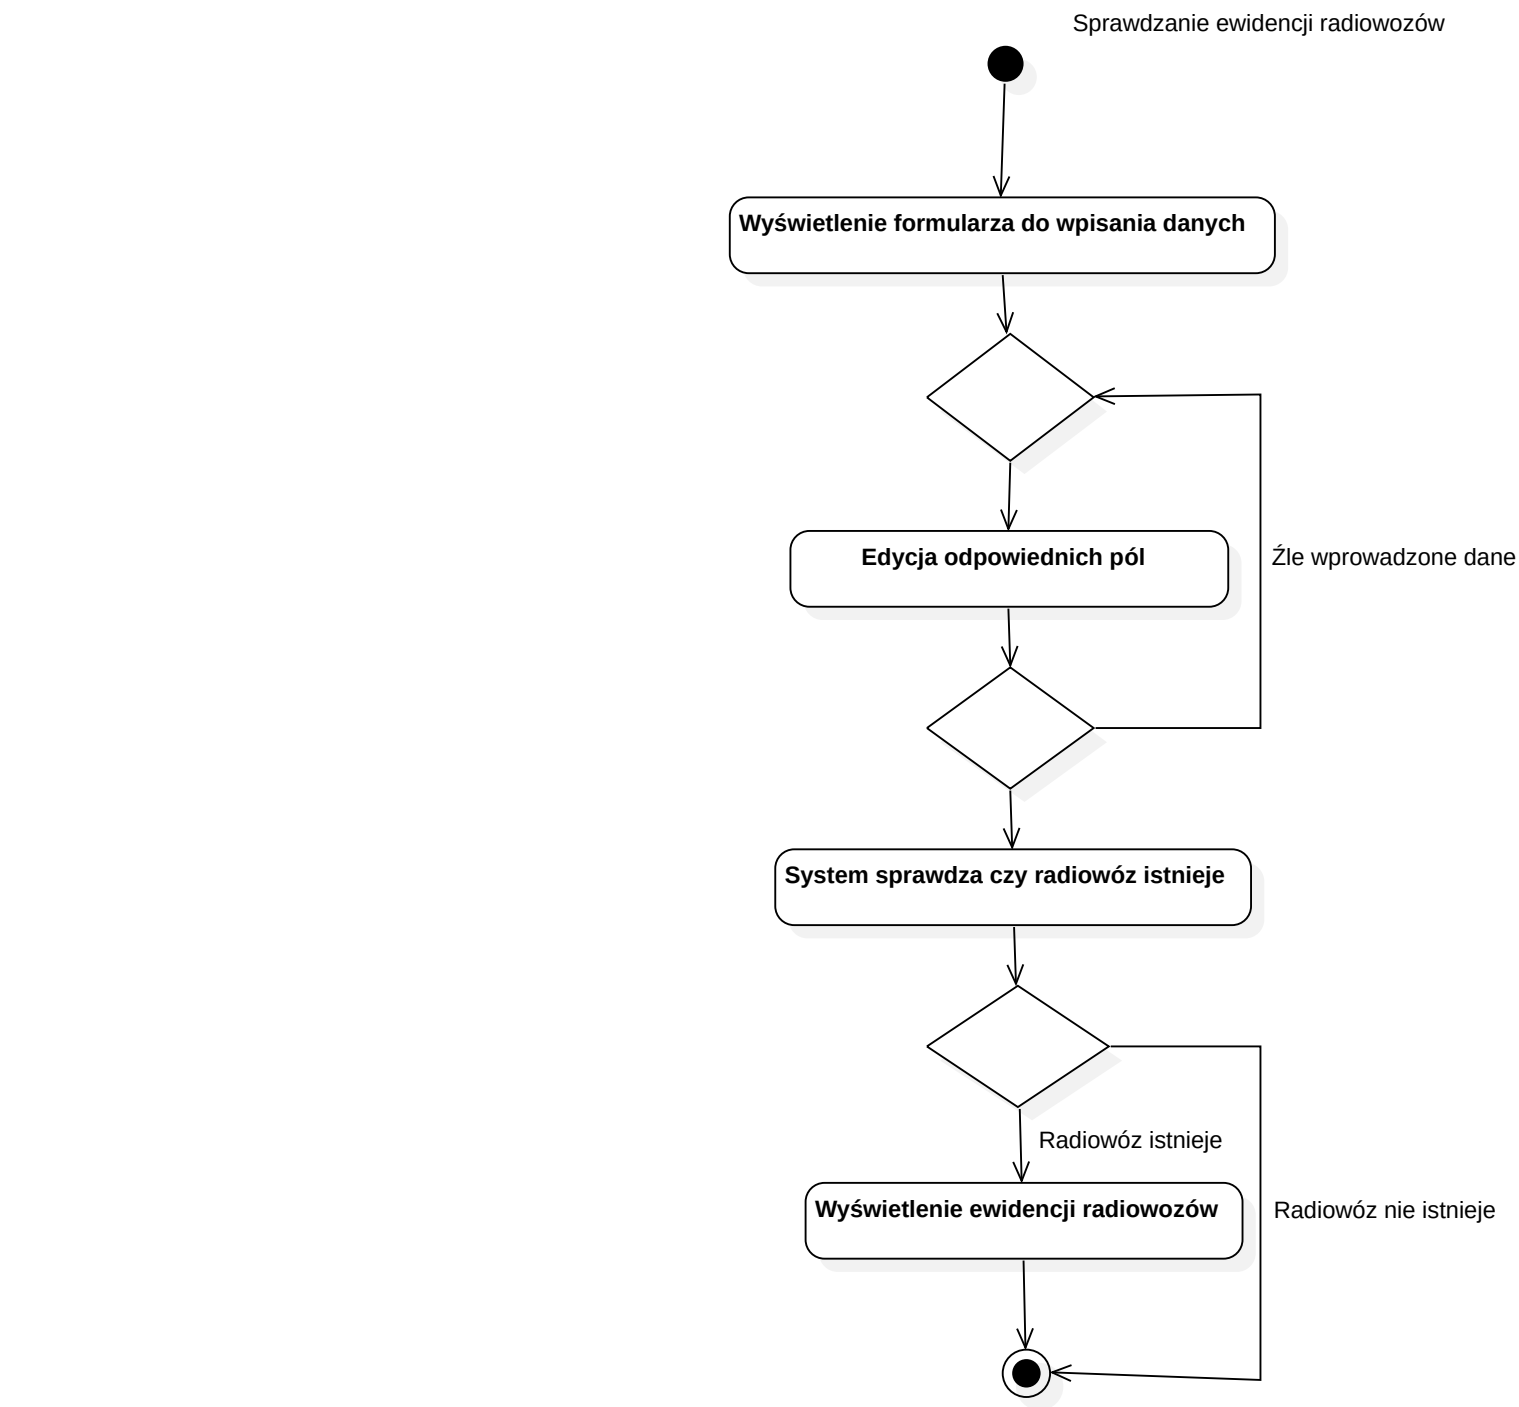 Sprawdzanie ewidencji radiowozów
Wyświetlenie formularza do wpisania danych
Edycja odpowiednich pól
Źle wprowadzone dane
System sprawdza czy radiowóz istnieje
Radiowóz istnieje
Wyświetlenie ewidencji radiowozów
Radiowóz nie istnieje